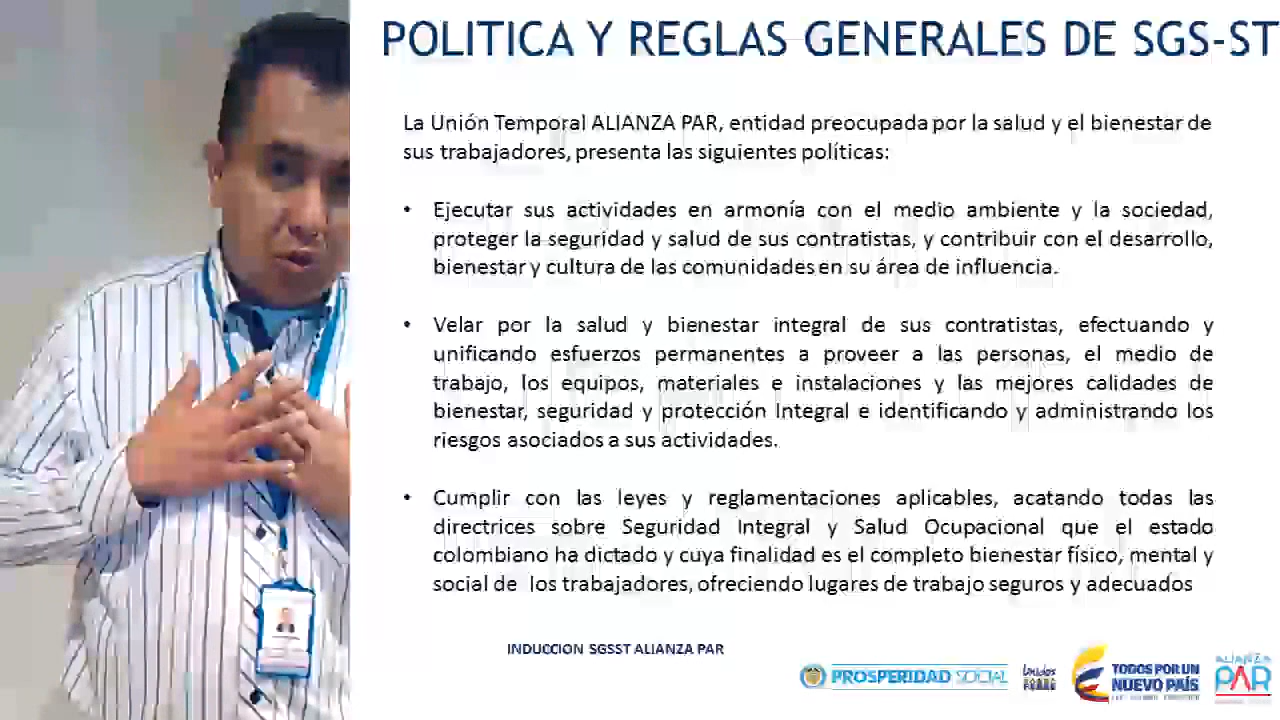 POLITICA Y REGLAS GENERALES DE SGS-ST
La Unión Temporal ALIANZA PAR, entidad preocupada por la salud y el bienestar de
sus trabajadores, presenta las siguientes políticas:
• Ejecutar sus actividades en armonía con el medio ambiente y la sociedad,
proteger la seguridad y salud de sus contratistas, y contribuir con el desarrollo,
bienestar y cultura de las comunidades en su área de influencia.
• Velar por la salud y bienestar integral de sus contratistas, efectuando y
unificando esfuerzos permanentes a proveer a las personas, el medio de
trabajo, los equipos, materiales e instalaciones y las mejores calidades de
bienestar, seguridad y protección Integral e identificando y administrando los
riesgos asociados a sus actividades.
• Cumplir con las leyes y reglamentaciones aplicables, acatando todas las
directrices sobre Seguridad Integral y Salud Ocupacional que el estado
colombiano ha dictado y cuya finalidad es el completo bienestar físico, mental y
social de los trabajadores, ofreciendo lugares de trabajo seguros y adecuados
INDUCCION SGSST ALIANZA PAR
PROSPERIDAD SOCIAL
Unidos
TODOS POR UN
NUEVO PAÍS
ALIANZA
PAR